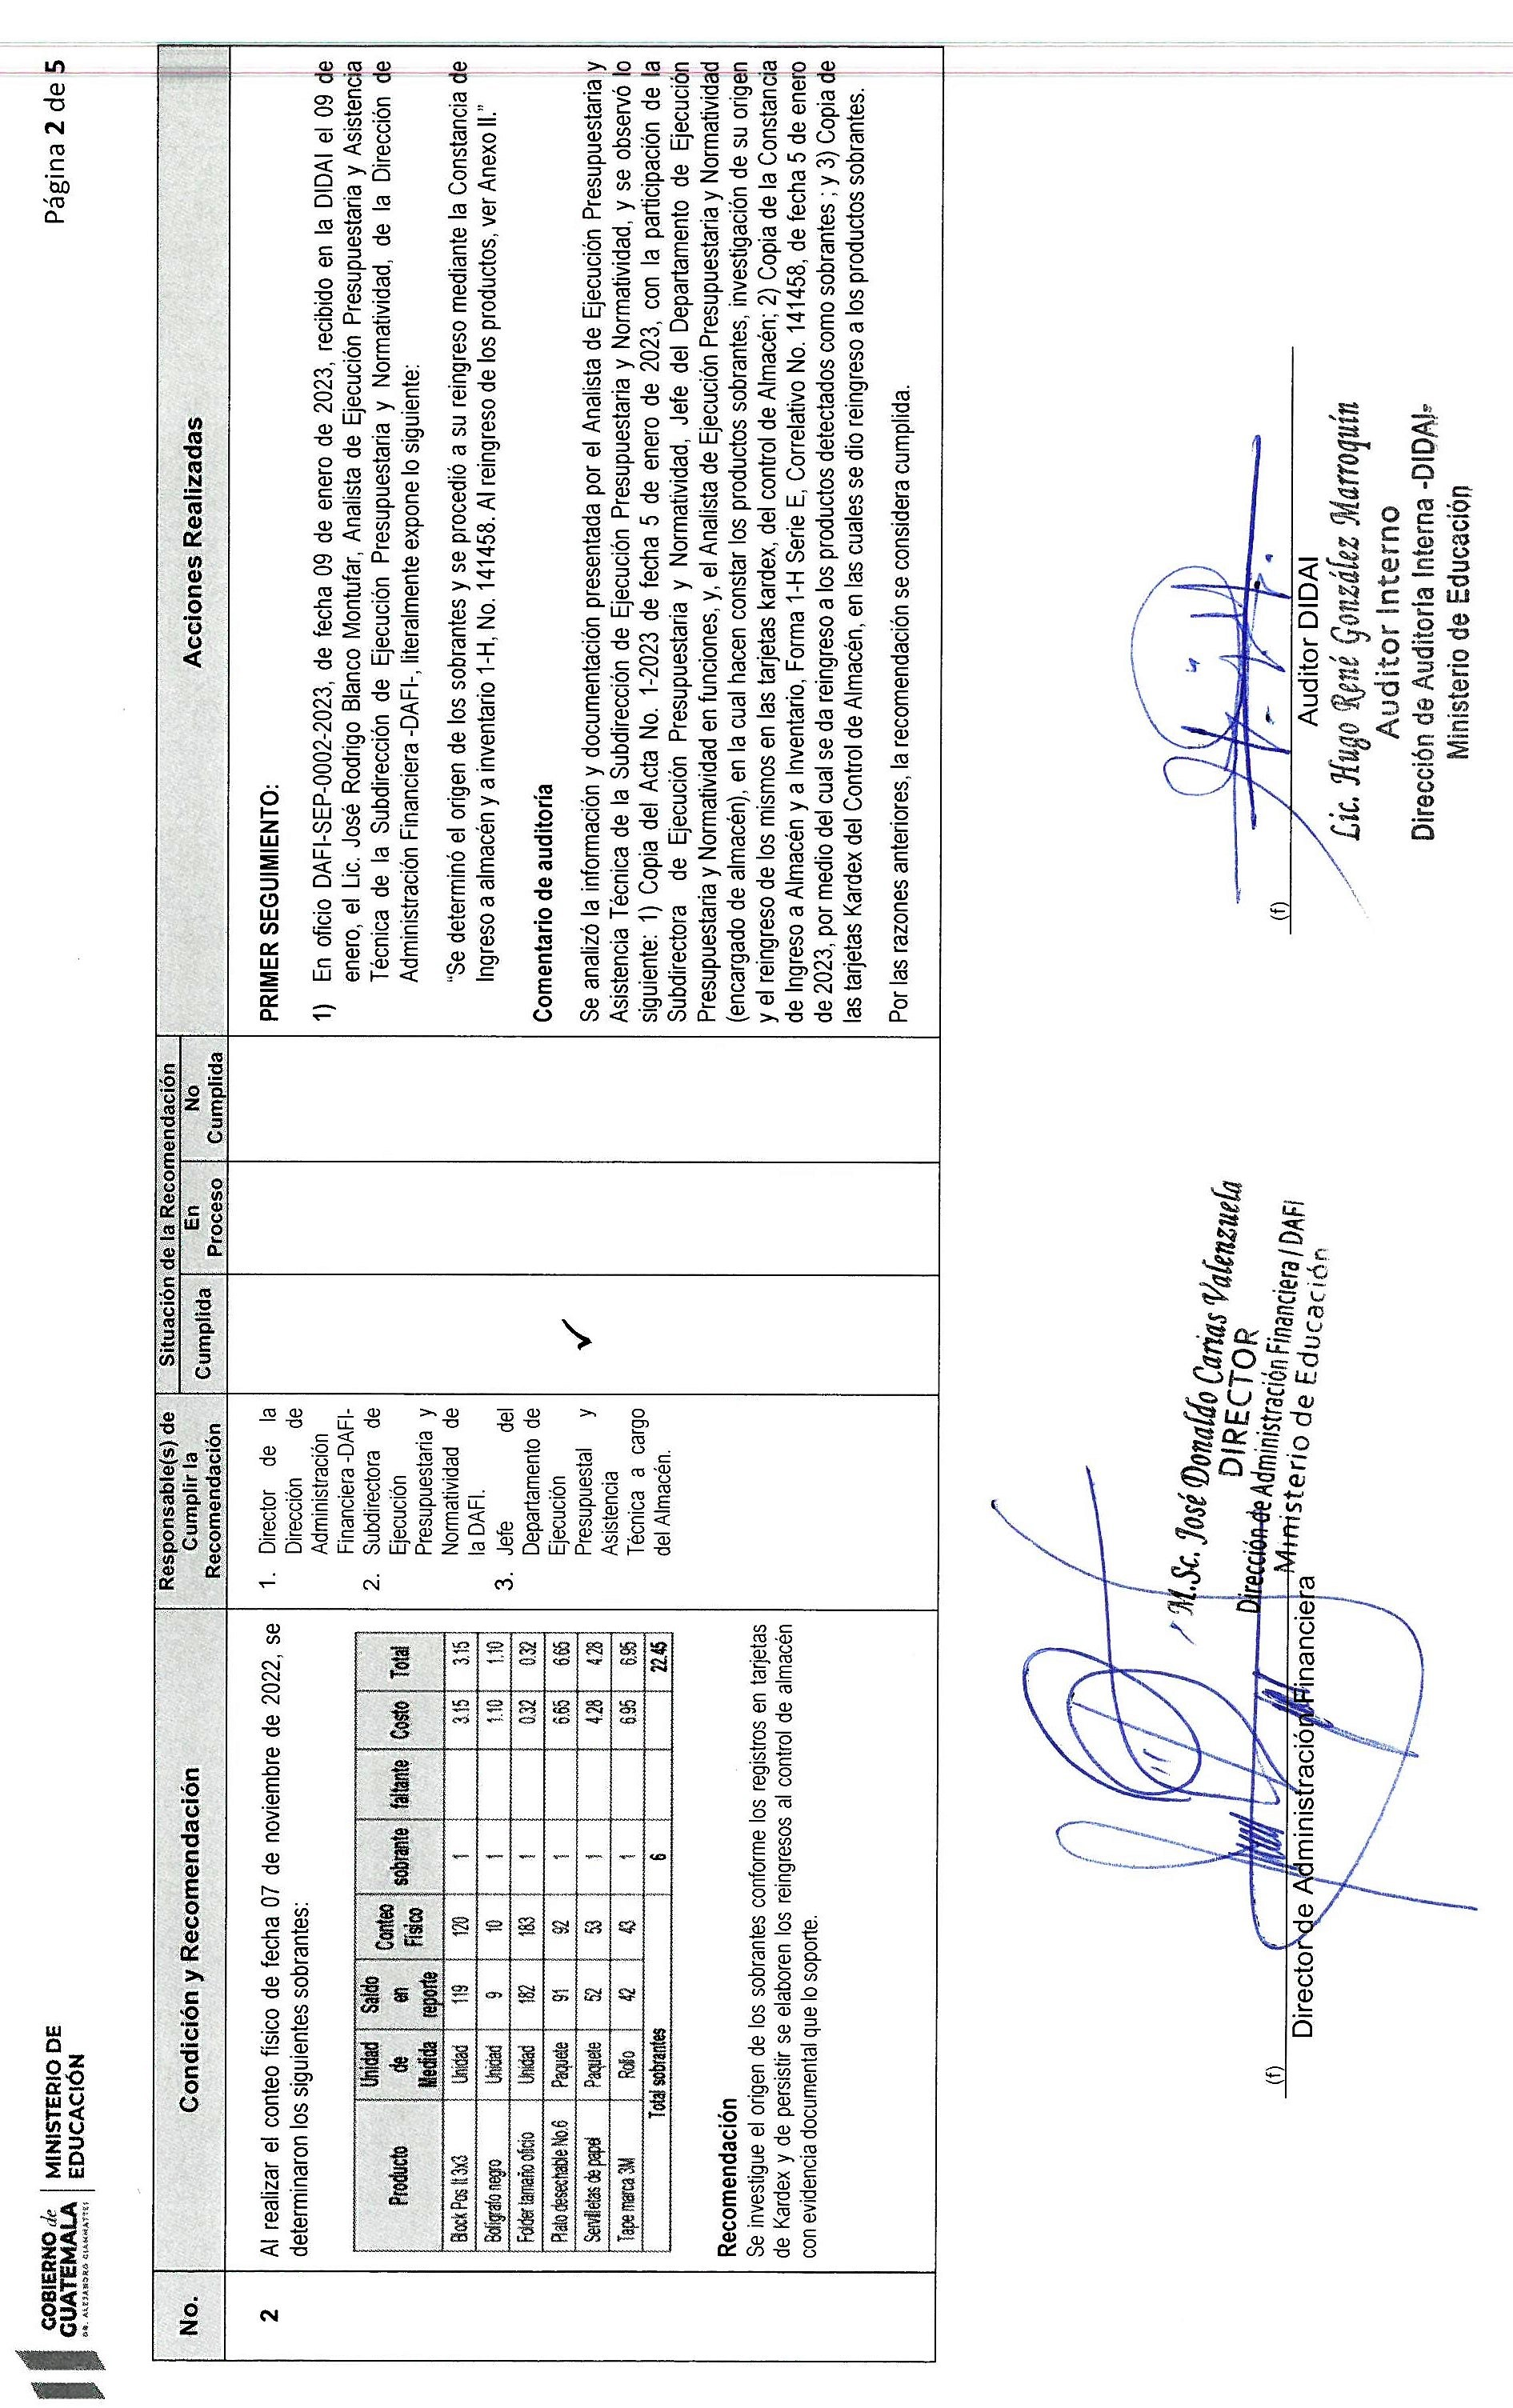 Página 2 de 5
GOBIERNO de
GUATEMALA
DR. ALEJANDRO GIAMMATTEI
MINISTERIO DE
EDUCACIÓN
No.
Condición y Recomendación
Responsable(s) de
Cumplir la
Recomendación
Situación de la Recomendación
Cumplida
En
Proceso
No
Cumplida
Acciones Realizadas
2
Al realizar el conteo físico de fecha 07 de noviembre de 2022, se
determinaron los siguientes sobrantes:
Producto Unidad de Medida Saldo en reporte Conteo Físico sobrante faltante Costo Total
Block Pos It 3x3 Unidad 119 120 1 3.15 3.15
Bolígrafo negro Unidad 9 10 1 1.10 1.10
Folder tamaño oficio Unidad 182 183 1 0.32 0.32
Plato desechable No.6 Paquete 91 92 1 6.65 6.65
Servilletas de papel Paquete 52 53 1 4.28 4.28
Tape marca 3M Rollo 42 43 1 6.95 6.95
Total sobrantes 6 22.45
Recomendación
Se investigue el origen de los sobrantes conforme los registros en tarjetas
de Kardex y de persistir se elaboren los reingresos al control de almacén
con evidencia documental que lo soporte.
1. Director de la
Dirección de
Administración
Financiera -DAFI-
2. Subdirectora de
Ejecución
Presupuestaria y
Normatividad de
la DAFI.
3. Jefe del
Departamento de
Ejecución
Presupuestal y
Asistencia
Técnica a cargo
del Almacén.
✓
PRIMER SEGUIMIENTO:
1) En oficio DAFI-SEP-0002-2023, de fecha 09 de enero de 2023, recibido en la DIDAI el 09 de
enero, el Lic. José Rodrigo Blanco Montufar, Analista de Ejecución Presupuestaria y Asistencia
Técnica de la Subdirección de Ejecución Presupuestaria y Normatividad, de la Dirección de
Administración Financiera -DAFI-, literalmente expone lo siguiente:
“Se determinó el origen de los sobrantes y se procedió a su reingreso mediante la Constancia de
Ingreso a almacén y a inventario 1-H, No. 141458. Al reingreso de los productos, ver Anexo II.”
Comentario de auditoria
Se analizó la información y documentación presentada por el Analista de Ejecución Presupuestaria y
Asistencia Técnica de la Subdirección de Ejecución Presupuestaria y Normatividad, y se observó lo
siguiente: 1) Copia del Acta No. 1-2023 de fecha 5 de enero de 2023, con la participación de la
Subdirectora de Ejecución Presupuestaria y Normatividad, Jefe del Departamento de Ejecución
Presupuestaria y Normatividad en funciones, y, el Analista de Ejecución Presupuestaria y Normatividad
(encargado de almacén), en la cual hacen constar los productos sobrantes, investigación de su origen
y el reingreso de los mismos en las tarjetas kardex, del control de Almacén; 2) Copia de la Constancia
de Ingreso a Almacén y a Inventario, Forma 1-H Serie E, Correlativo No. 141458, de fecha 5 de enero
de 2023, por medio del cual se da reingreso a los productos detectados como sobrantes ; y 3) Copia de
las tarjetas Kardex del Control de Almacén, en las cuales se dio reingreso a los productos sobrantes.
Por las razones anteriores, la recomendación se considera cumplida.
(f)
Director de Administración Financiera
M.Sc. José Donaldo Carias Valenzuela
DIRECTOR
Dirección de Administración Financiera / DAFI
Ministerio de Educación
(f)
Auditor DIDAI
Lic. Hugo René González Marroquín
Auditor Interno
Dirección de Auditoría Interna -DIDAI-
Ministerio de Educación